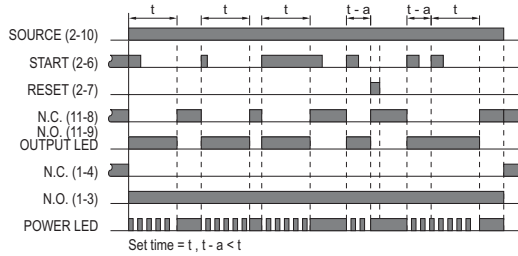 t t t t - a t - a t
SOURCE (2-10)
START (2-6)
RESET (2-7)
N.C. (11-8)
N.O. (11-9)
OUTPUT LED
N.C. (1-4)
N.O. (1-3)
POWER LED
Set time = t , t - a < t